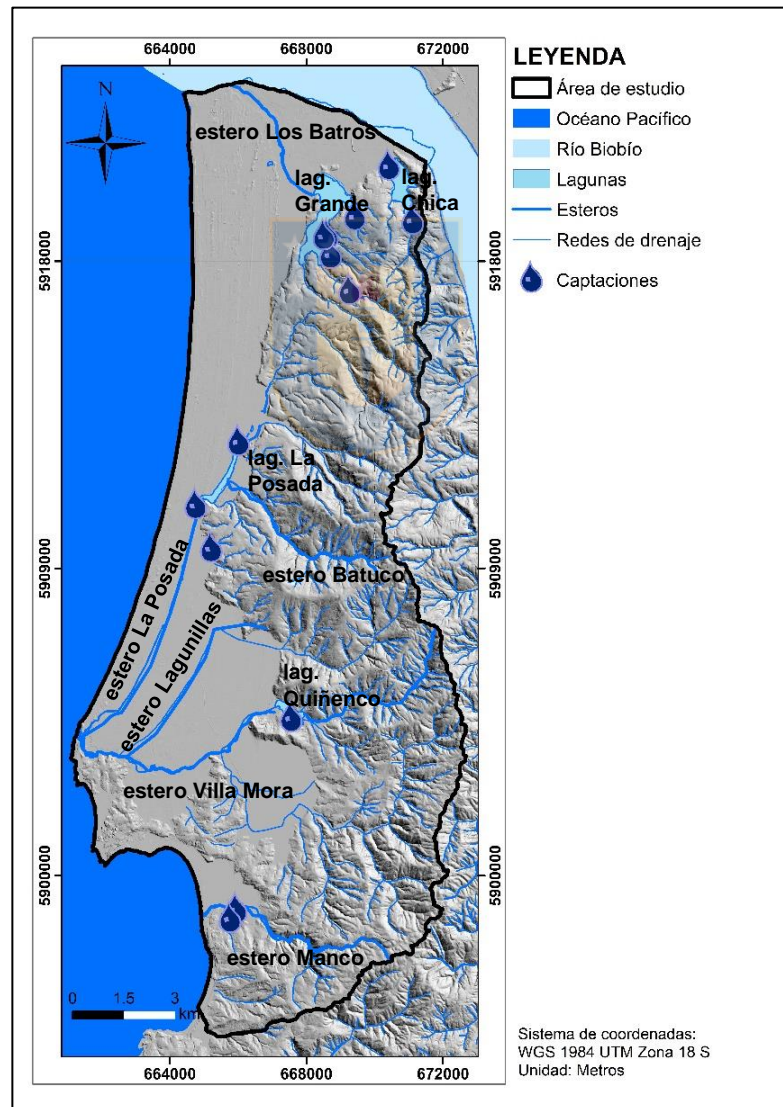 664000 668000 672000
N
estero Los Batros
lag.
Grande
lag.
Chica
5918000 5918000
lag. La
Posada
5909000 5909000
estero Batuco
estero La Posada
estero Lagunillas
lag.
Quiñenco
estero Villa Mora
5900000 5900000
estero Manco
0 1.5 3
km
664000 668000 672000
LEYENDA
Área de estudio
Océano Pacífico
Río Biobío
Lagunas
Esteros
Redes de drenaje
Captaciones
Sistema de coordenadas:
WGS 1984 UTM Zona 18 S
Unidad: Metros